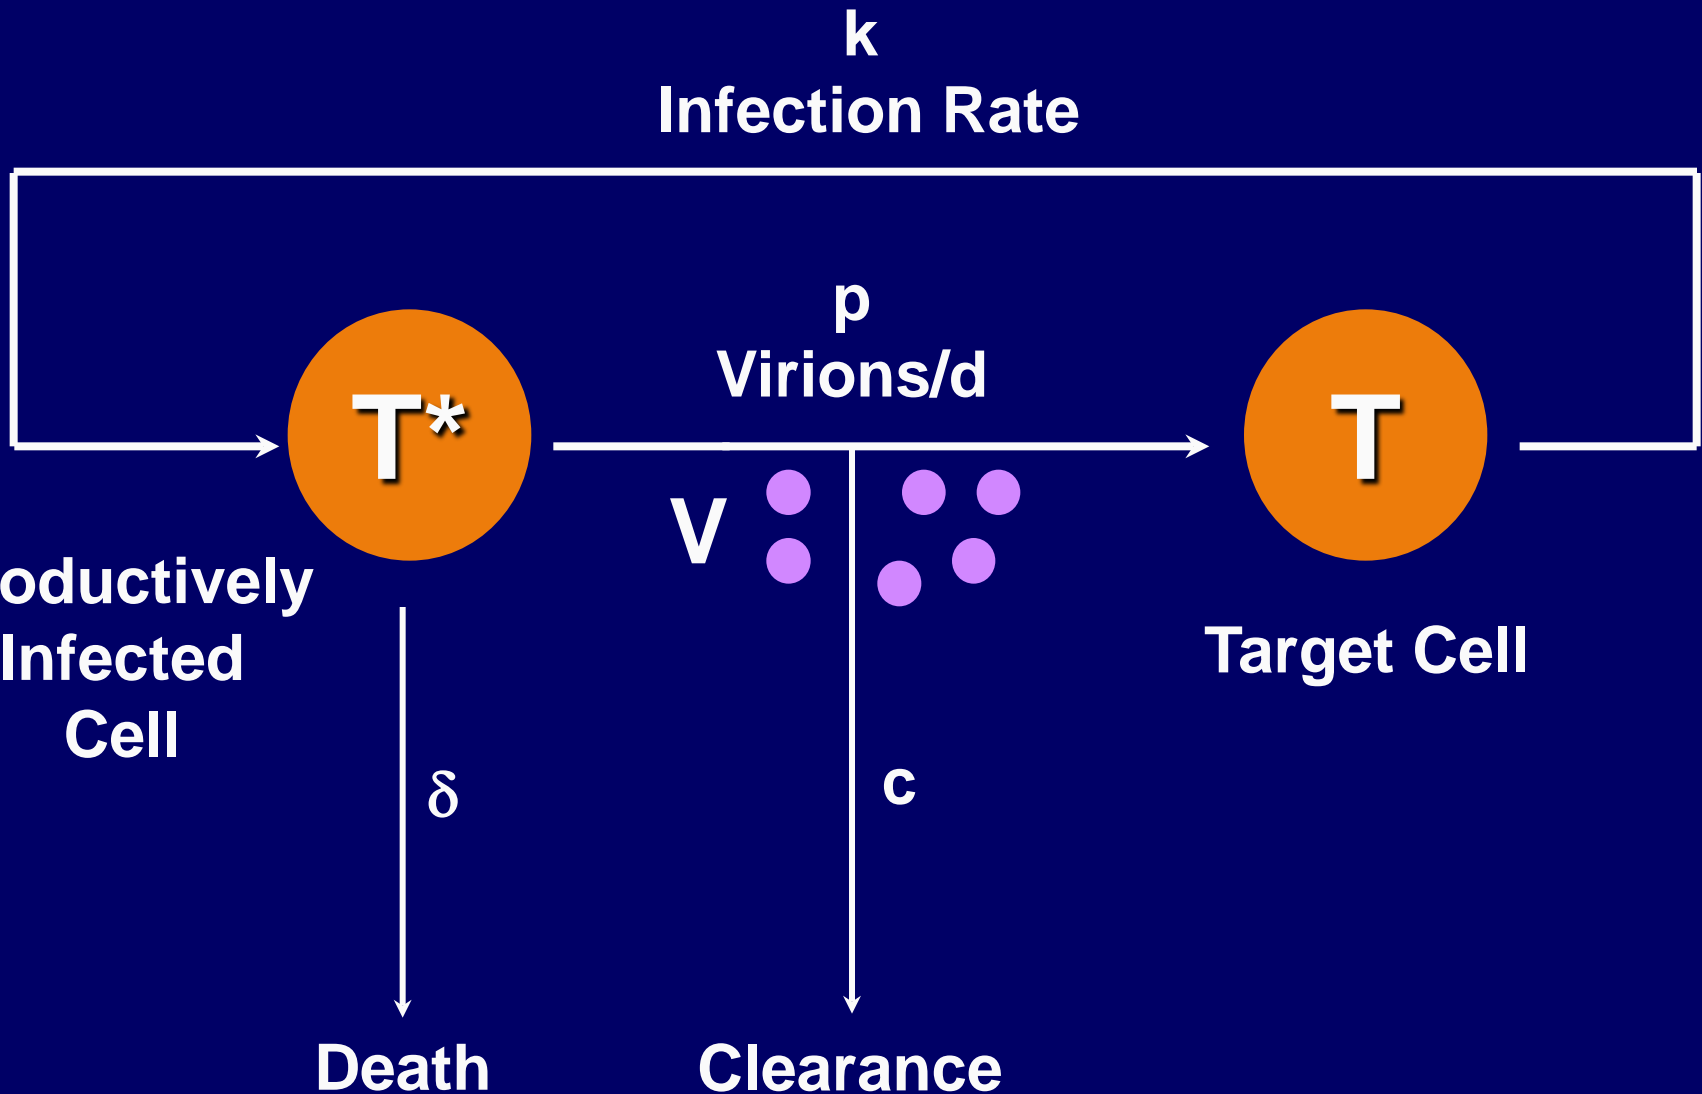 k
Infection Rate
p
Virions/d
T*
T
V
oductively
Infected
Cell
Target Cell
δ
c
Death
Clearance